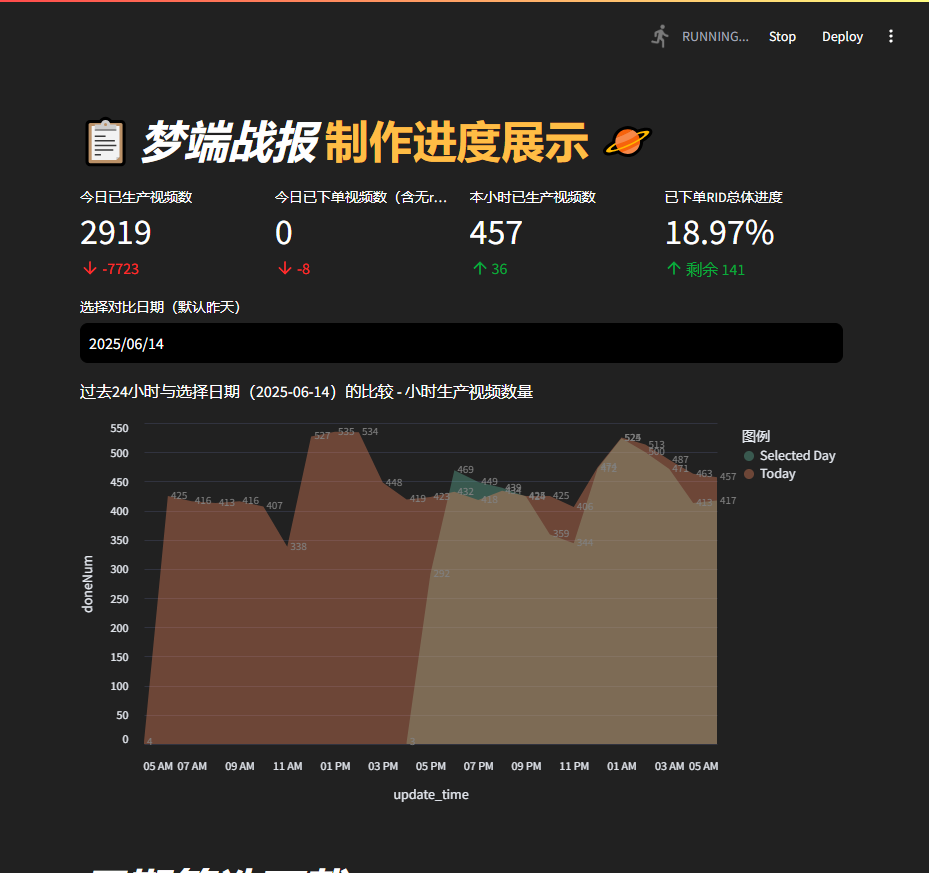 RUNNING... Stop Deploy
梦端战报 制作进度展示
今日已生产视频数 今日已下单视频数（含无r... 本小时已生产视频数 已下单RID总体进度
2919 0 457 18.97%
-7723 -8 36 剩余 141
选择对比日期（默认昨天）
2025/06/14
过去24小时与选择日期（2025-06-14）的比较 - 小时生产视频数量
图例
Selected Day
Today
550
500
450
400
350
300
250
200
150
100
50
0
doneNum
425 416 413 416 407 338 527 535 534 448 419 423
469 449 439 432 425 359 344 406
513 500 487 471 463 457 413 417
292
4 3
05 AM 07 AM 09 AM 11 AM 01 PM 03 PM 05 PM 07 PM 09 PM 11 PM 01 AM 03 AM 05 AM
update_time